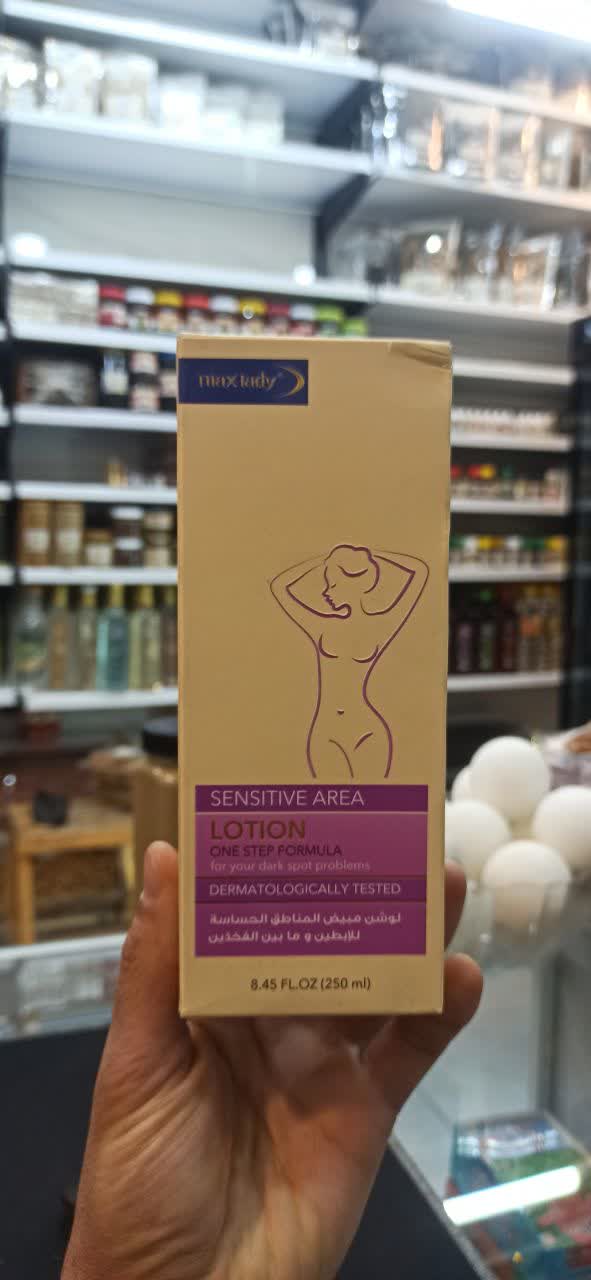 max lady
SENSITIVE AREA
LOTION
ONE STEP FORMULA
for your dark spot problems
DERMATOLOGICALLY TESTED
لوشن مبيض المناطق الحساسة
للإبطين و ما بين الفخذين
8.45 FL.OZ (250 ml)